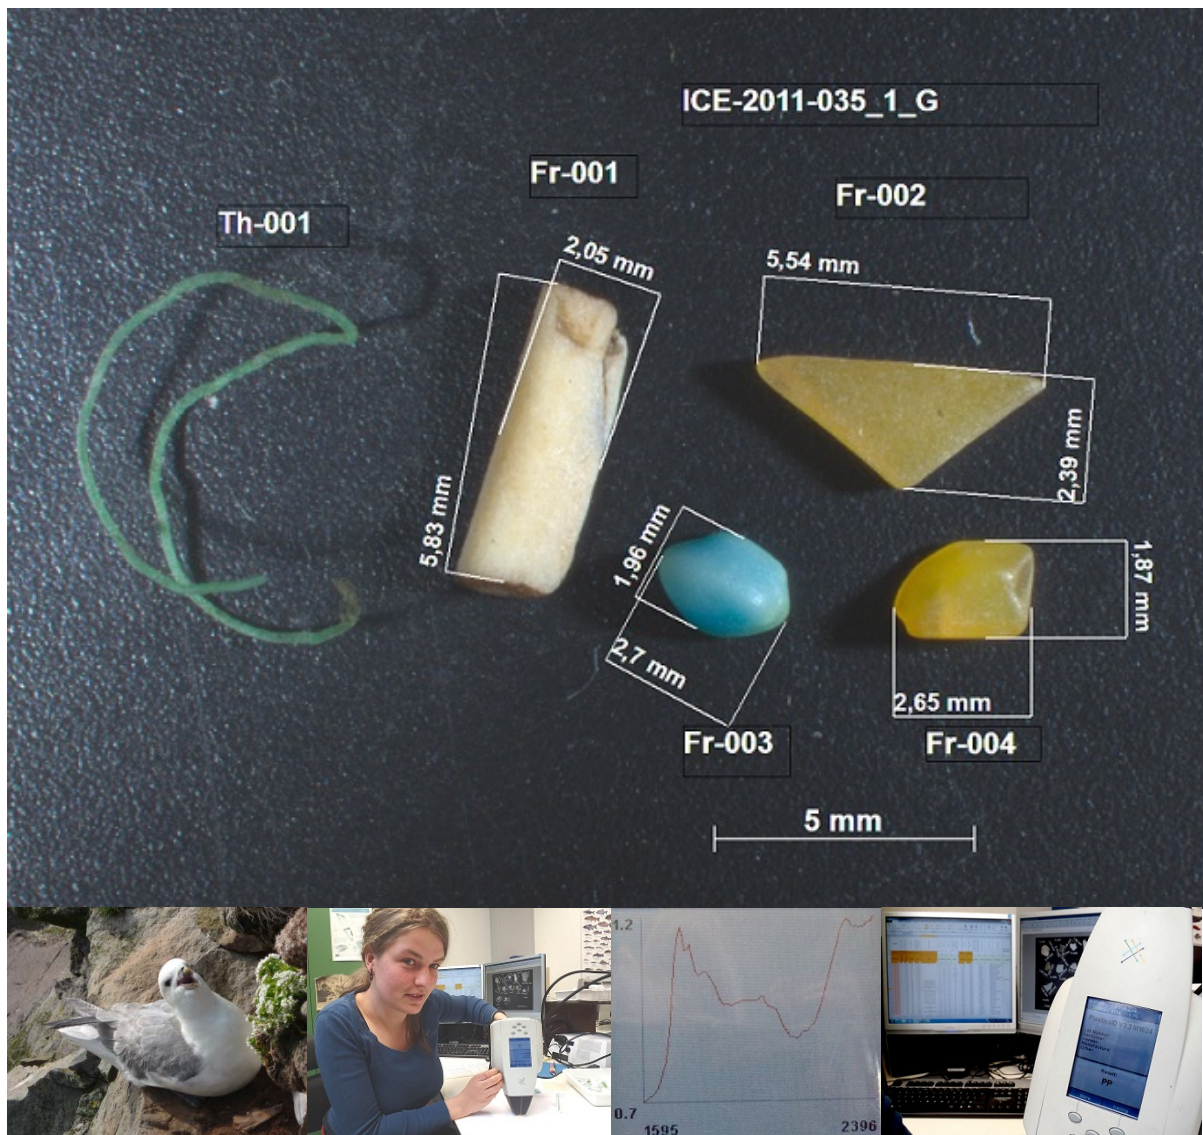 ICE-2011-035_1_G
Fr-001
Fr-002
Th-001
2,05 mm
5,54 mm
5,83 mm
2,39 mm
1,96 mm
1,87 mm
2,7 mm
2,65 mm
Fr-003
Fr-004
5 mm
1.2
0.7
1595
2396
PP